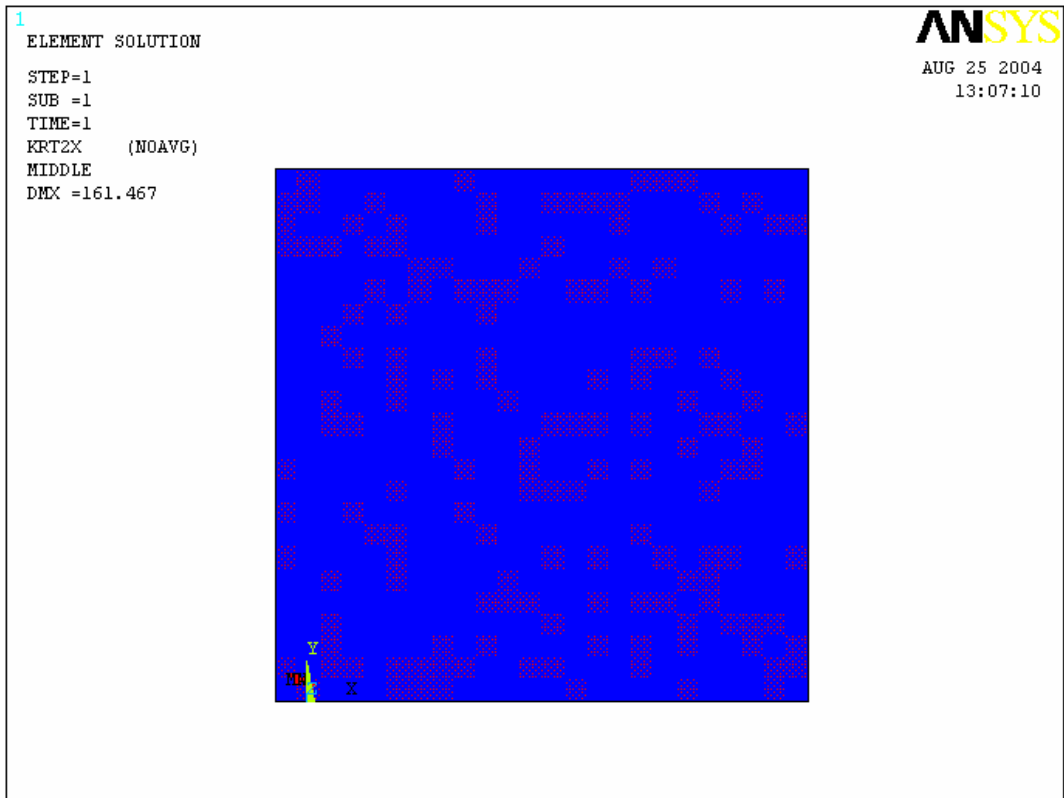 1
ELEMENT SOLUTION
STEP=1
SUB =1
TIME=1
KRT2X (NOAVG)
MIDDLE
DMX =161.467
ANSYS
AUG 25 2004
13:07:10
Y
X